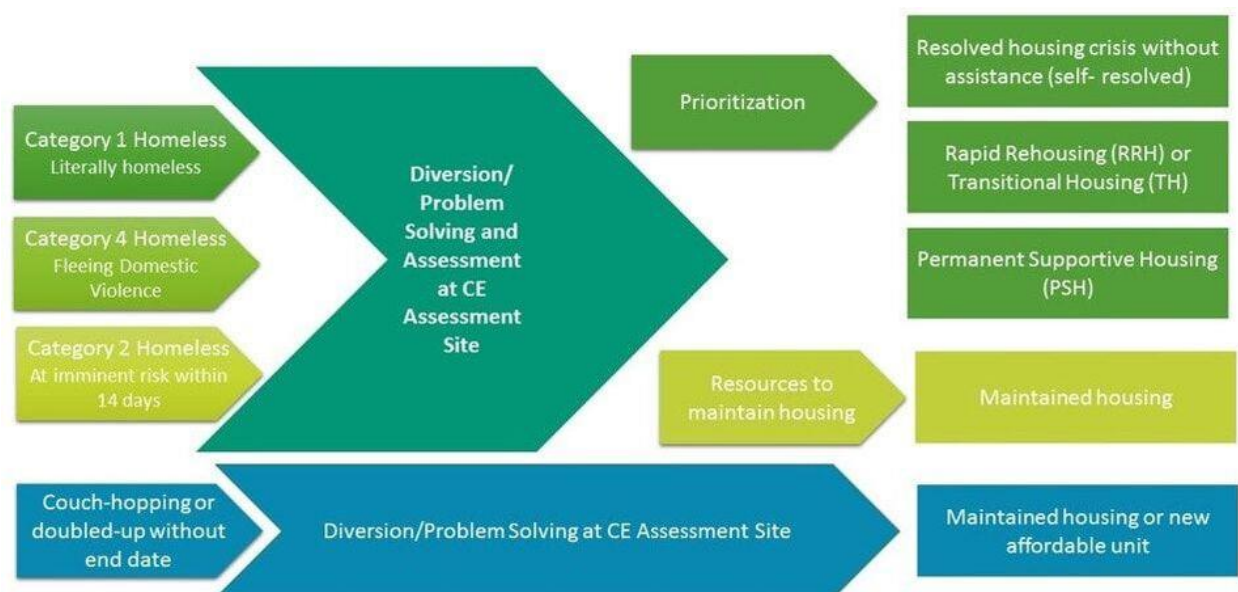 Category 1 Homeless
Literally homeless
Category 4 Homeless
Fleeing Domestic
Violence
Category 2 Homeless
At imminent risk within
14 days
Diversion/
Problem
Solving and
Assessment
at CE
Assessment
Site
Prioritization
Resolved housing crisis without
assistance (self- resolved)
Rapid Rehousing (RRH) or
Transitional Housing (TH)
Permanent Supportive Housing
(PSH)
Resources to
maintain housing
Maintained housing
Couch-hopping or
doubled-up without
end date
Diversion/Problem Solving at CE Assessment Site
Maintained housing or new
affordable unit